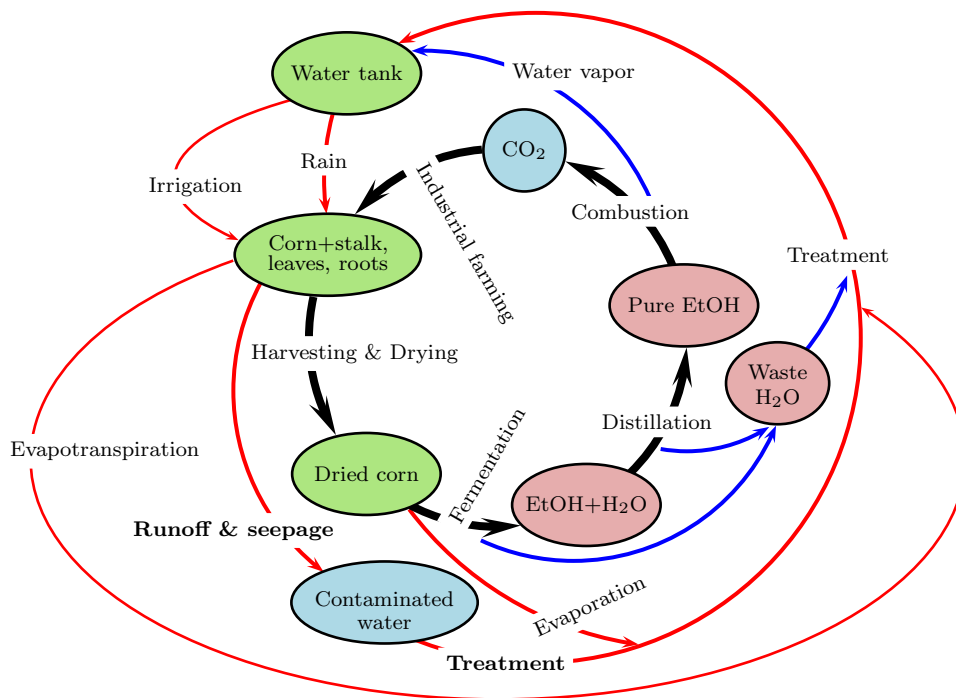 Water tank
Water vapor
CO₂
Rain
Irrigation
Industrial farming
Combustion
Corn+stalk,
leaves, roots
Treatment
Pure EtOH
Harvesting & Drying
Waste
H₂O
Distillation
Evapotranspiration
Dried corn
Fermentation
EtOH+H₂O
Runoff & seepage
Contaminated
water
Evaporation
Treatment